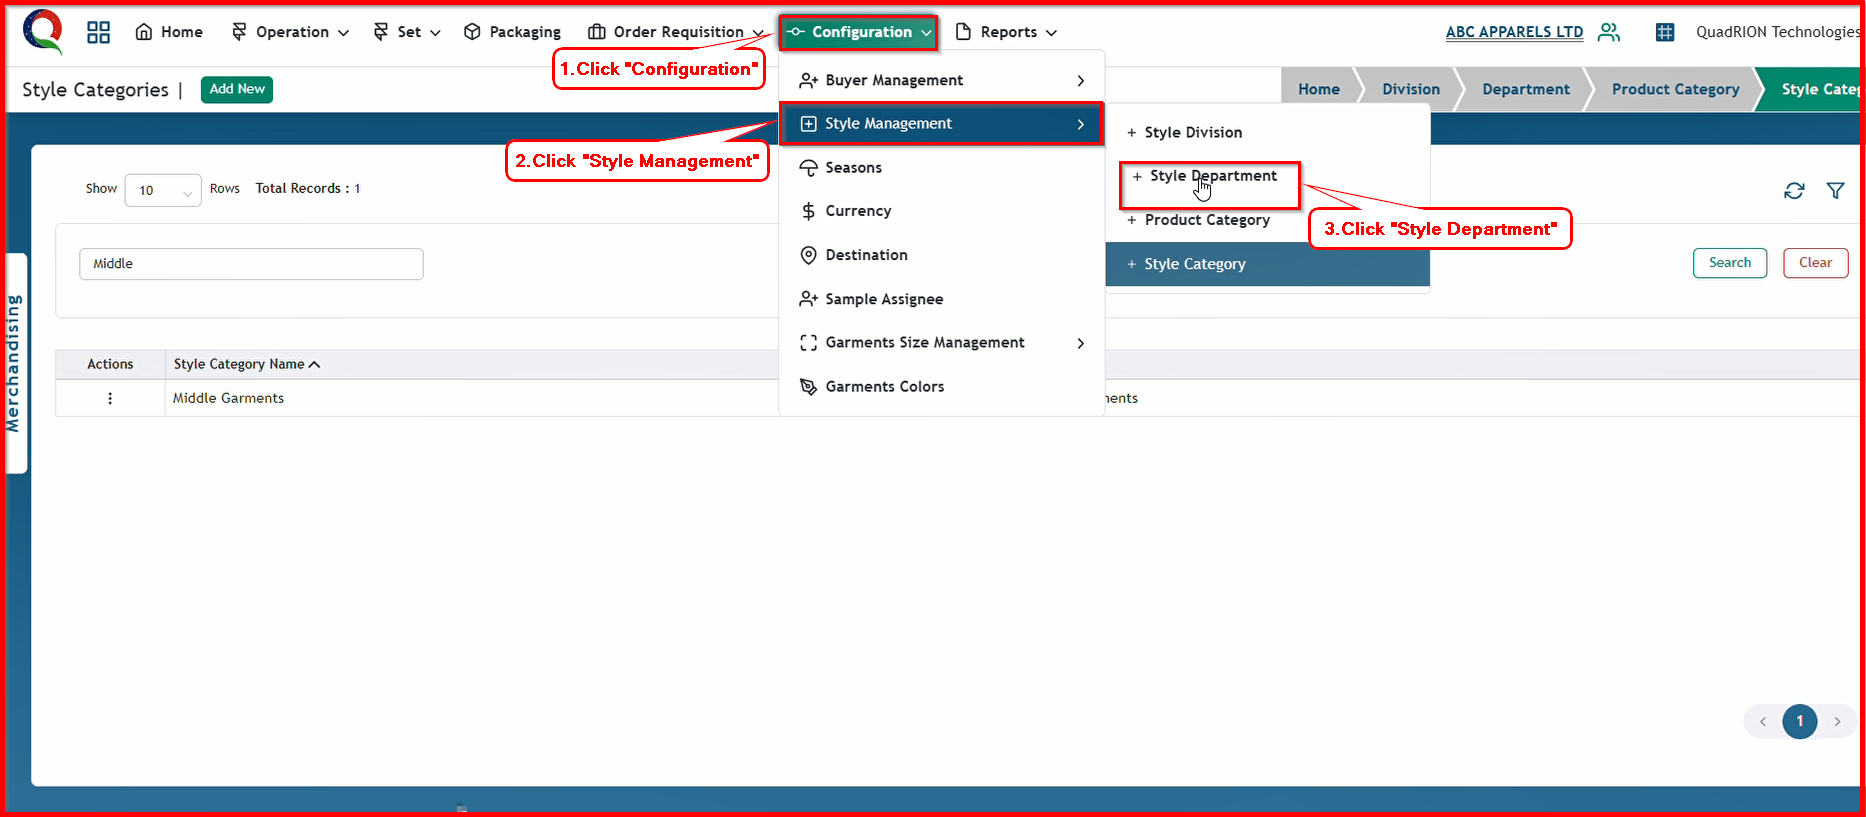 Home
Operation
Set
Packaging
Order Requisition
Configuration
Reports
ABC APPARELS LTD
QuadRION Technologies
1.Click "Configuration"
Style Categories |
Add New
Buyer Management
Home
Division
Department
Product Category
Style Categ
Style Management
2.Click "Style Management"
+ Style Division
Seasons
+ Style Department
Show 10 Rows Total Records : 1
Currency
+ Product Category
3.Click "Style Department"
Destination
+ Style Category
Middle
Search
Clear
Sample Assignee
Merchandising
Garments Size Management
Actions
Style Category Name
Garments Colors
Middle Garments
ments
1